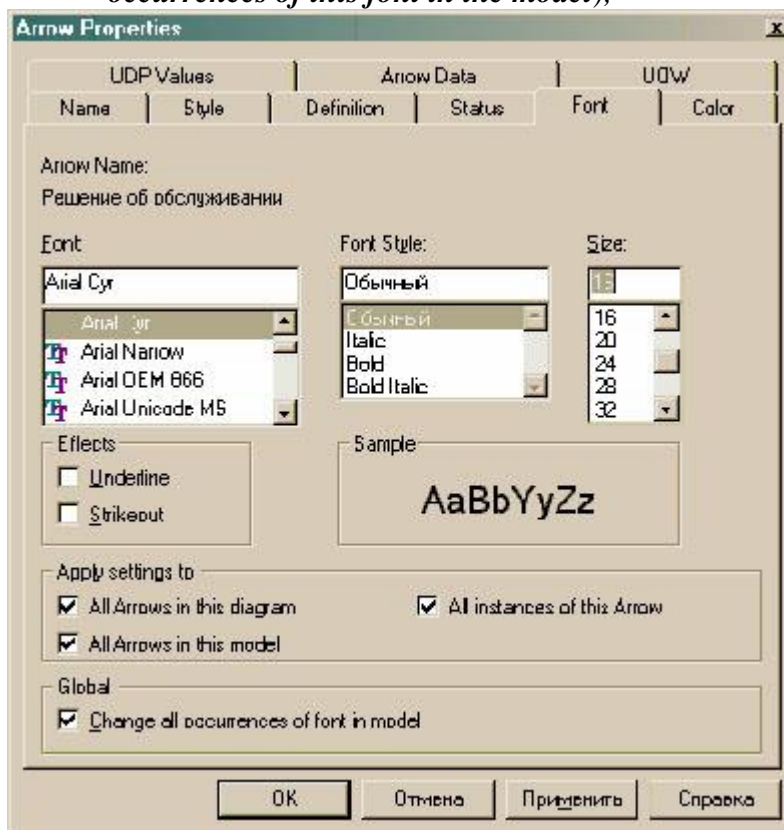 occurrences of this font in the model);
Arrow Properties
x
UDP Values Arrow Data UOW
Name Style Definition Status Font Color
Arrow Name:
Решение об обслуживании
Font Font Style: Size:
Arial Cyr Обычный
Arial Cyr Обычный 16
Arial Narrow Italic 20
Arial OEM 866 Bold 24
Arial Unicode MS Bold Italic 28
32
Effects Sample
Underline
Strikeout
AaBbYyZz
Apply settings to
All Arrows in this diagram All instances of this Arrow
All Arrows in this model
Global
Change all occurrences of font in model
OK Отмена Применить Справка